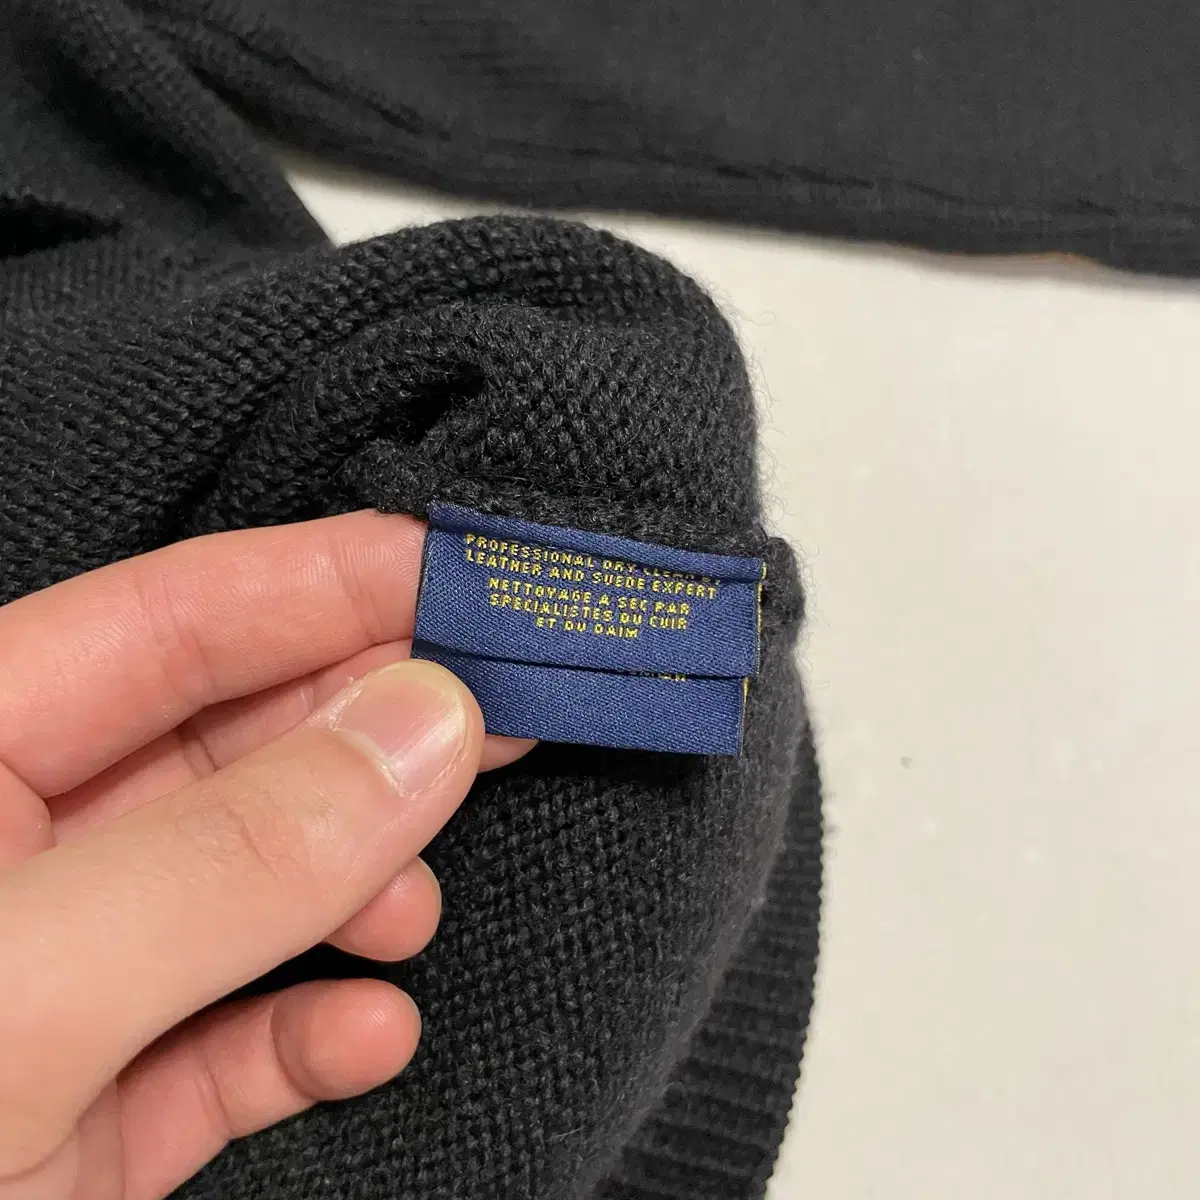 PROFESSIONAL DRY CLEAN BY
LEATHER AND SUEDE EXPERT
NETTOYAGE A SEC PAR
SPECIALISTES DU CUIR
ET DU DAIM